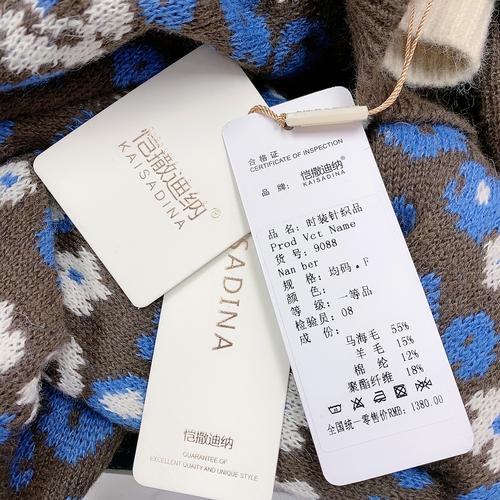 恺撒迪纳®
KAISADINA
SADINA
恺撒迪纳
GUARANTEE OF
EXCELLENT QUAITY AND UNIQUE STYLE
合格证
CERTIFICATE OF INSPECTION
品牌: 恺撒迪纳®
KAISADINA
品名: 时装针织品
Prod Vct Name
货号: 9088
Nan ber
规格: 均码·F
颜色:
等级: 一等品
检验员: 08
成份:
马海毛 55%
羊毛 15%
棉纶 12%
聚酯纤维 18%
全国统一零售价RMB: 1380.00